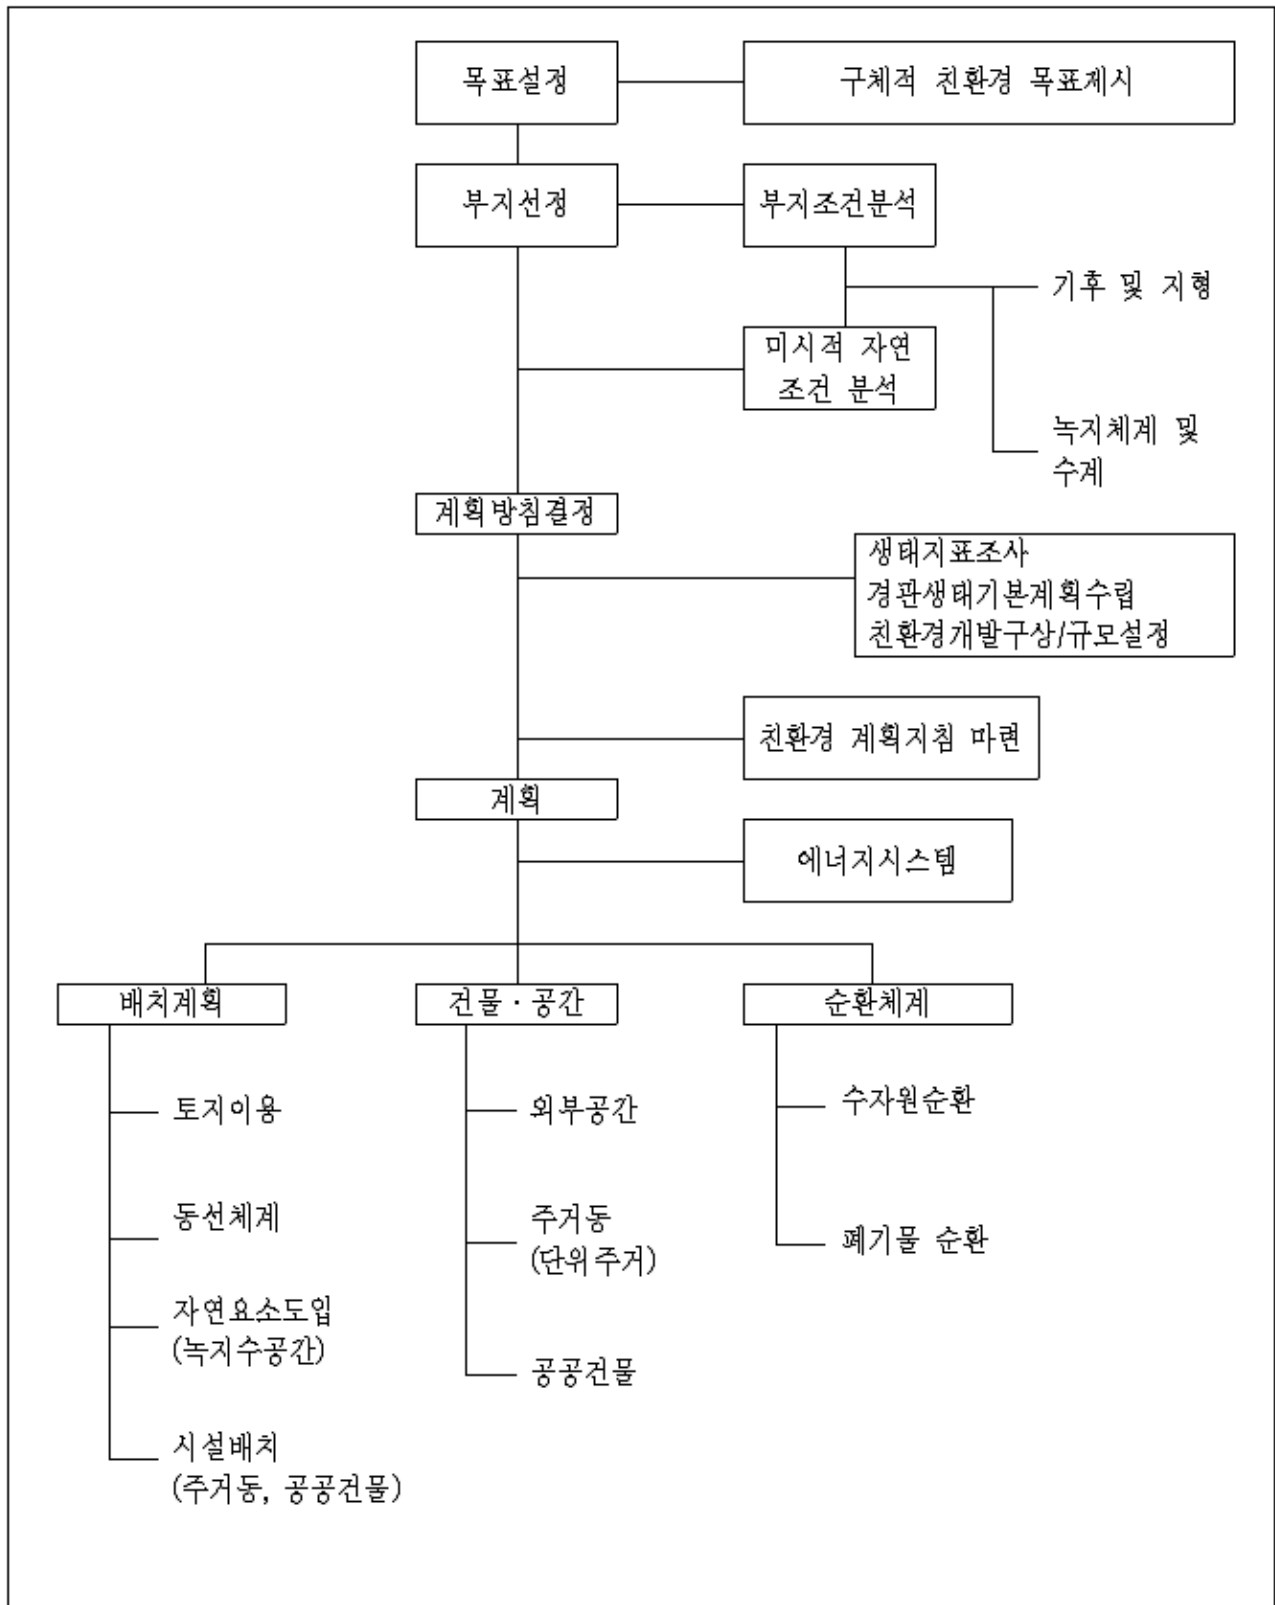 목표설정
구체적 친환경 목표제시
부지선정
부지조건분석
기후 및 지형
미시적 자연
조건 분석
녹지체계 및
수계
계획방침결정
생태지표조사
경관생태기본계획수립
친환경개발구상/규모설정
친환경 계획지침 마련
계획
에너지시스템
배치계획
건물·공간
순환체계
토지이용
동선체계
자연요소도입
(녹지수공간)
시설배치
(주거동, 공공건물)
외부공간
주거동
(단위주거)
공공건물
수자원순환
폐기물 순환